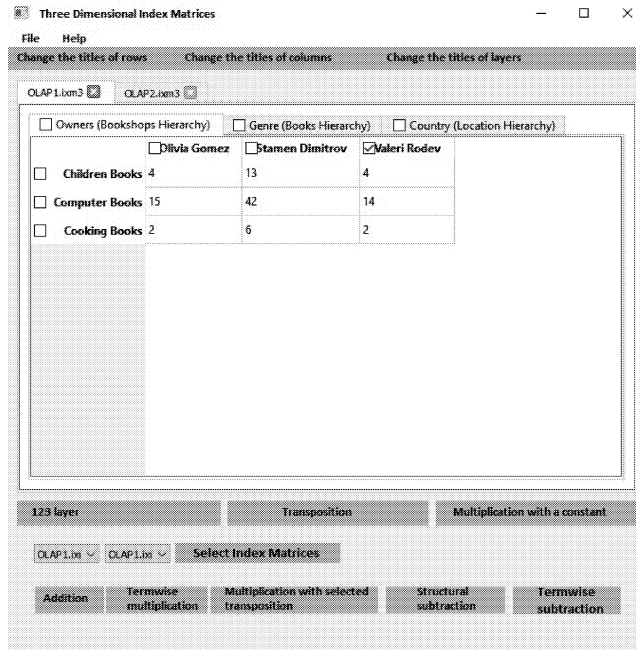 Three Dimensional Index Matrices
File Help
Change the titles of rows Change the titles of columns Change the titles of layers
OLAP1.ixm3 OLAP2.ixm3
Owners (Bookshops Hierarchy) Genre (Books Hierarchy) Country (Location Hierarchy)
Olivia Gomez Stamen Dimitrov Valeri Rodev
Children Books 4 13 4
Computer Books 15 42 14
Cooking Books 2 6 2
123 layer Transposition Multiplication with a constant
OLAP1.ixı OLAP1.ixı Select Index Matrices
Addition Termwise Multiplication with selected Structural Termwise
multiplication transposition subtraction subtraction